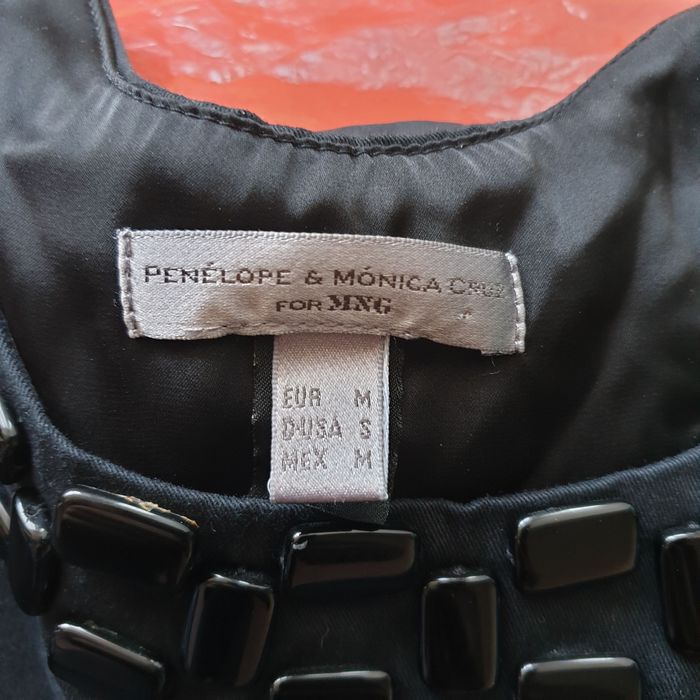 PENÉLOPE & MÓNICA CRUZ
FOR MNG
EUR M
D-USA S
MEX M